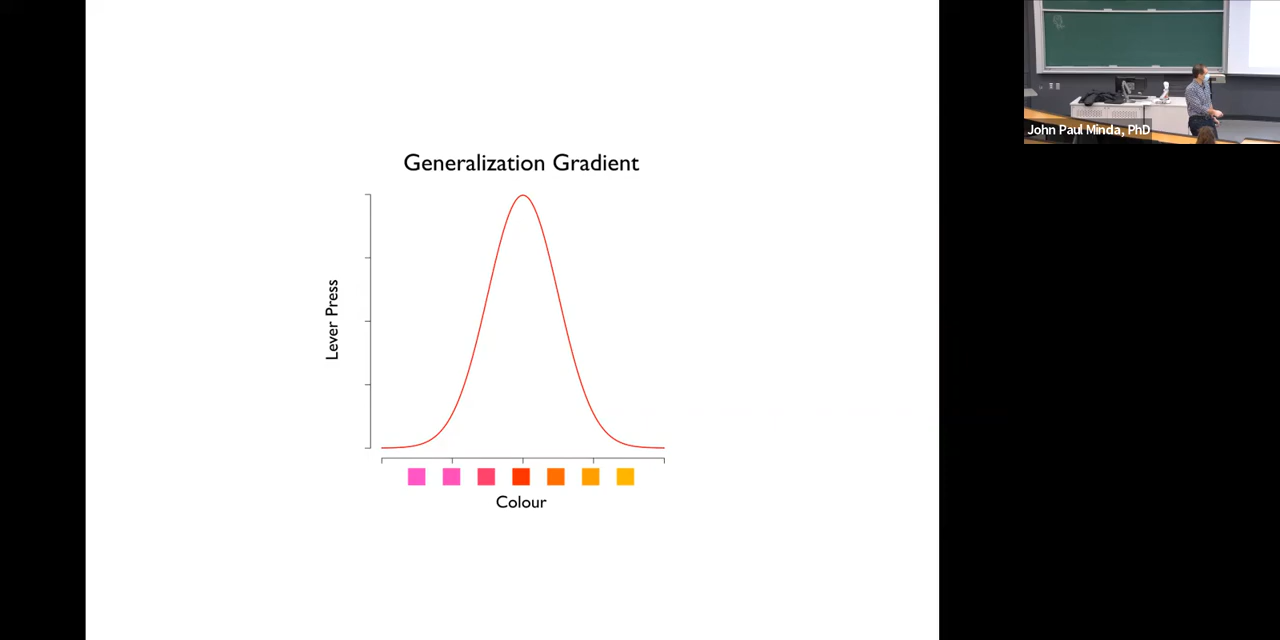 Generalization Gradient
Lever Press
Colour
John Paul Minda, PhD